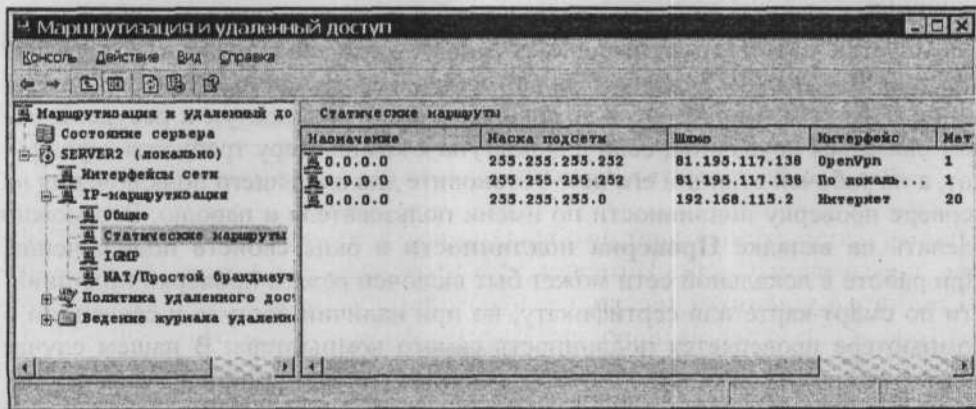 Маршрутизация и удаленный доступ
Консоль Действие Вид Справка
Маршрутизация и удаленный до
Состояние сервера
SERVER2 (локально)
Интерфейсы сети
IP-маршрутизация
Общие
Статические маршруты
IGMP
NAT/Простой брандмауэ
Политика удаленного дос
Ведение журнала удаленно
Статические маршруты
Назначение Маска подсети Шлюз Интерфейс Мет
0.0.0.0 255.255.255.252 81.195.117.138 OpenVpn 1
0.0.0.0 255.255.255.252 81.195.117.138 Локаль 1
0.0.0.0 255.255.255.0 192.168.115.2 Интернет 20